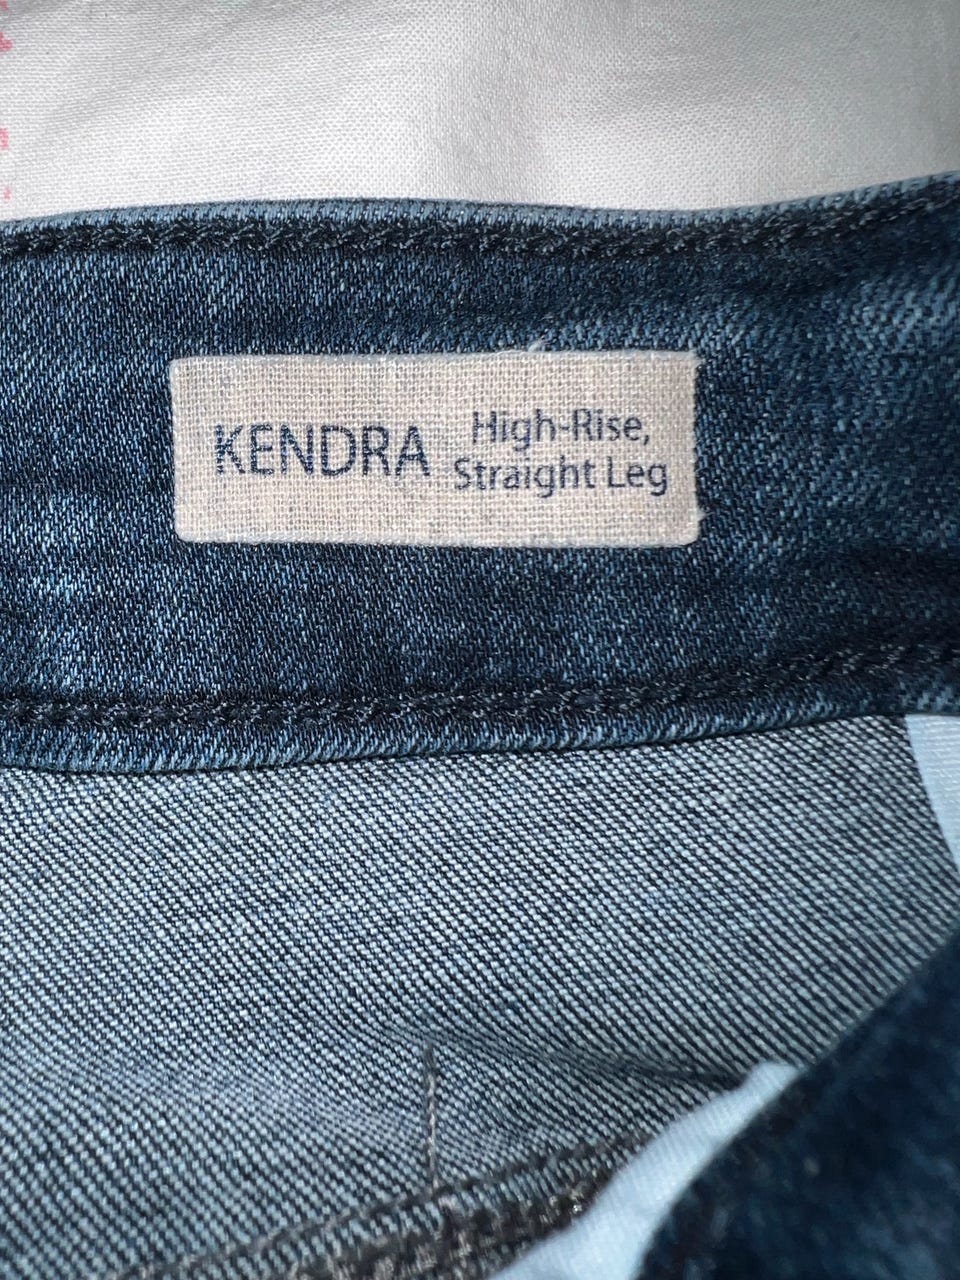 KENDRA
High-Rise,
Straight Leg